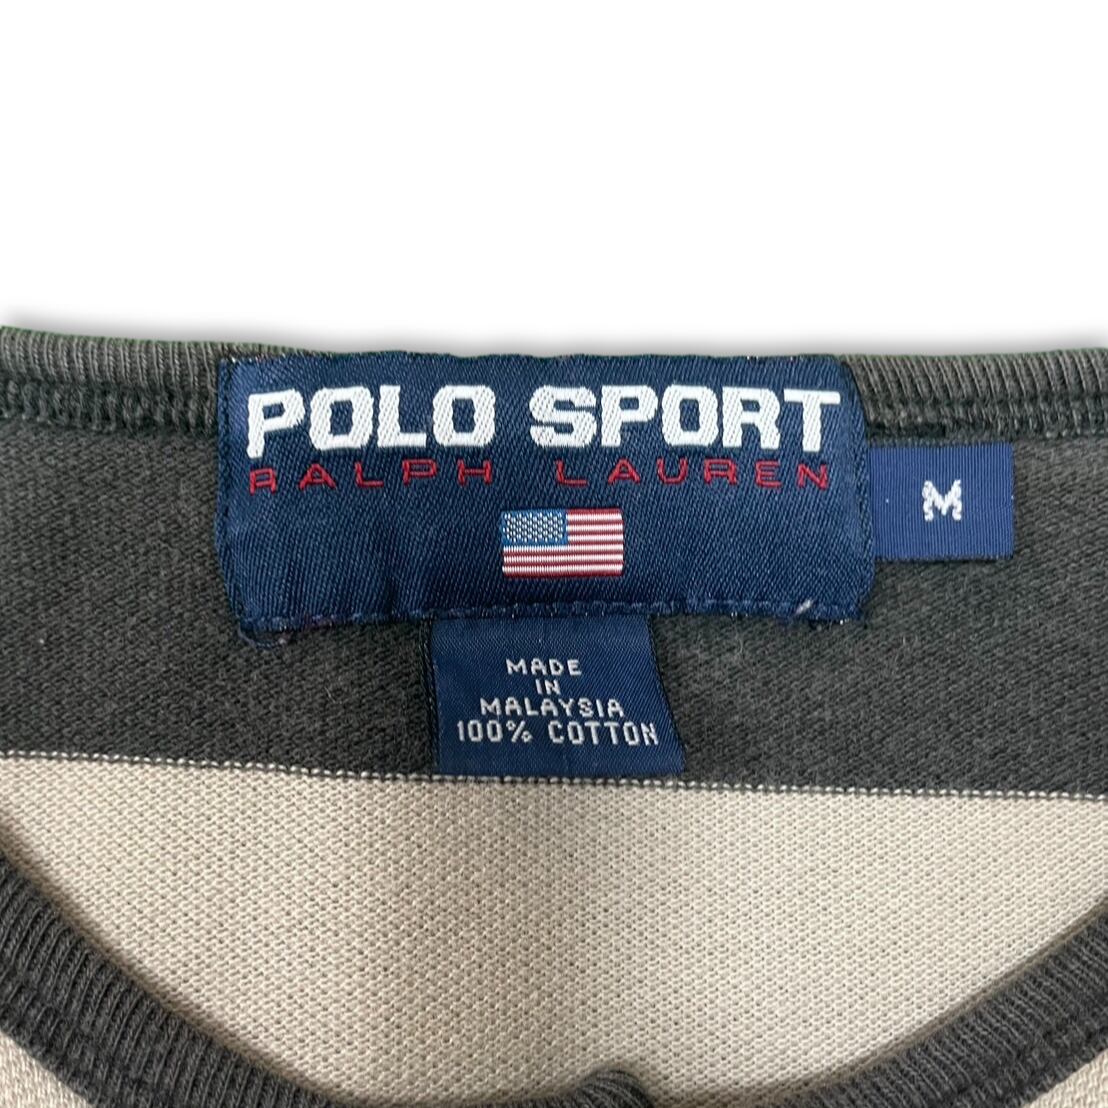 POLO SPORT
RALPH LAUREN
M
MADE
IN
MALAYSIA
100% COTTON